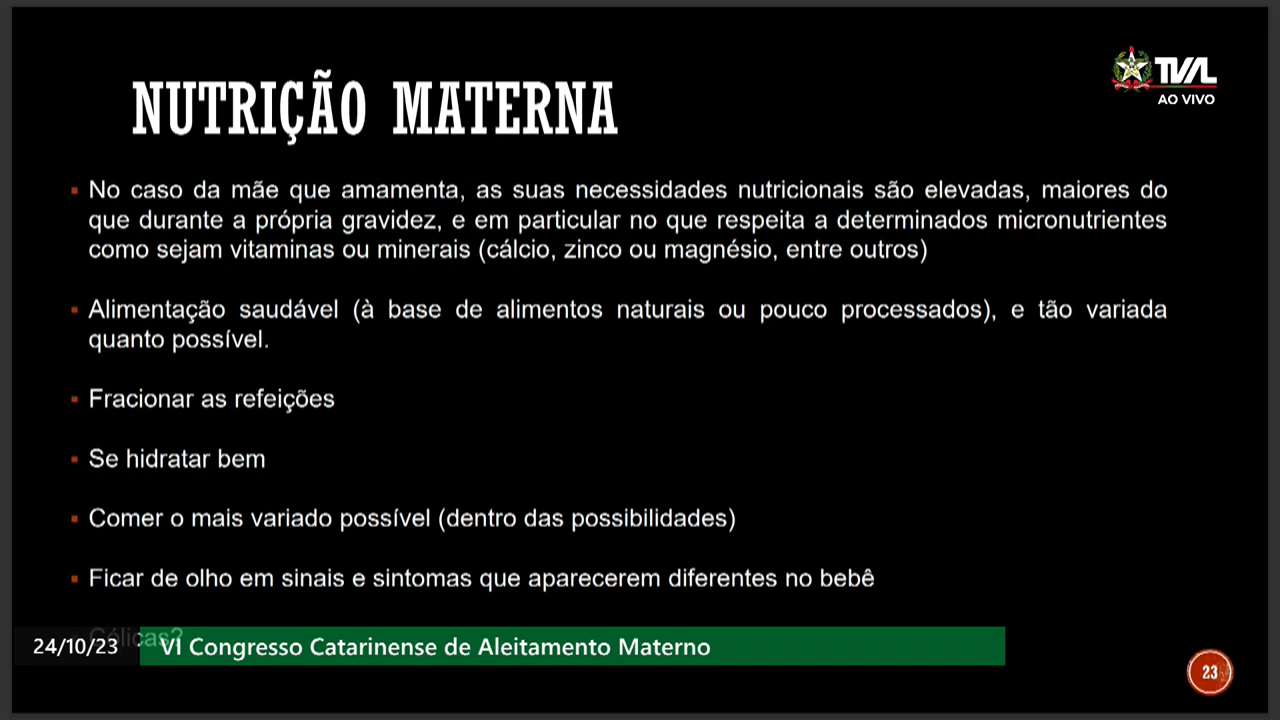 TVAL
AO VIVO
NUTRIÇÃO MATERNA
No caso da mãe que amamenta, as suas necessidades nutricionais são elevadas, maiores do
que durante a própria gravidez, e em particular no que respeita a determinados micronutrientes
como sejam vitaminas ou minerais (cálcio, zinco ou magnésio, entre outros)
Alimentação saudável (à base de alimentos naturais ou pouco processados), e tão variada
quanto possível.
Fracionar as refeições
Se hidratar bem
Comer o mais variado possível (dentro das possibilidades)
Ficar de olho em sinais e sintomas que aparecerem diferentes no bebê
Cólicas?
24/10/23
VI Congresso Catarinense de Aleitamento Materno
23